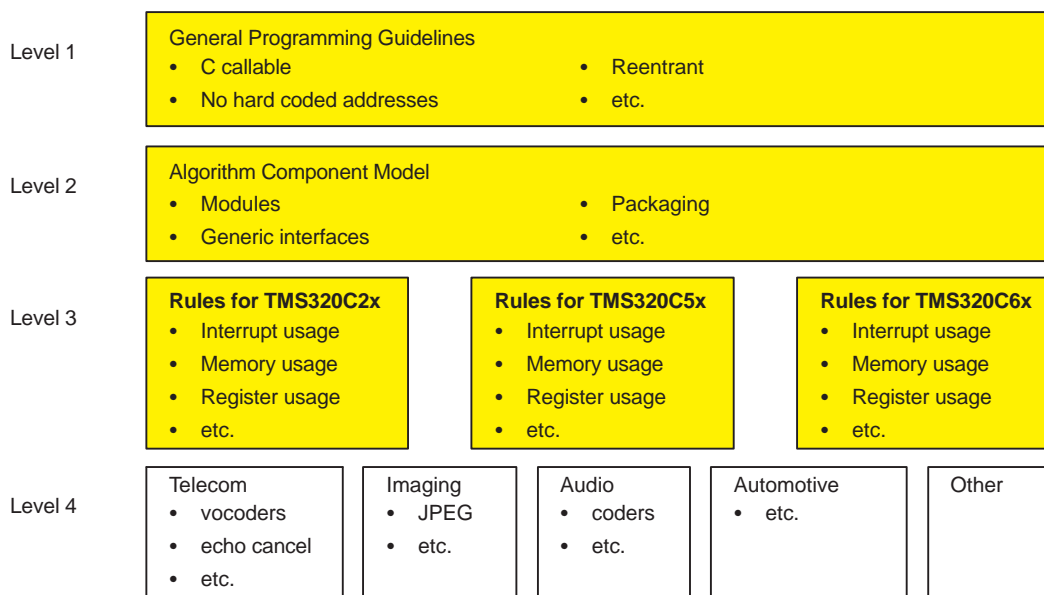 Level 1
General Programming Guidelines
• C callable
• No hard coded addresses
• Reentrant
• etc.
Level 2
Algorithm Component Model
• Modules
• Generic interfaces
• Packaging
• etc.
Level 3
Rules for TMS320C2x
• Interrupt usage
• Memory usage
• Register usage
• etc.
Rules for TMS320C5x
• Interrupt usage
• Memory usage
• Register usage
• etc.
Rules for TMS320C6x
• Interrupt usage
• Memory usage
• Register usage
• etc.
Level 4
Telecom
• vocoders
• echo cancel
• etc.
Imaging
• JPEG
• etc.
Audio
• coders
• etc.
Automotive
• etc.
Other